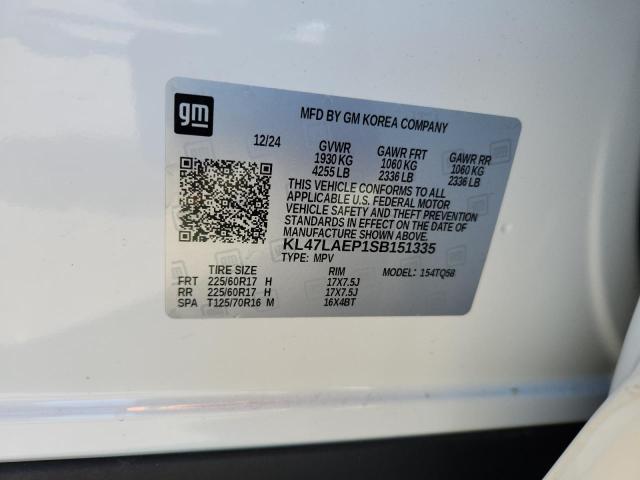 gm
MFD BY GM KOREA COMPANY
12/24 GVWR GAWR FRT GAWR RR
1930 KG 1060 KG 1060 KG
4255 LB 2336 LB 2336 LB
THIS VEHICLE CONFORMS TO ALL
APPLICABLE U.S. FEDERAL MOTOR
VEHICLE SAFETY AND THEFT PREVENTION
STANDARDS IN EFFECT ON THE DATE OF
MANUFACTURE SHOWN ABOVE.
KL47LAEP1SB151335
TYPE: MPV
TIRE SIZE RIM MODEL: 154TQ58
FRT 225/60R17 H 17X7.5J
RR 225/60R17 H 17X7.5J
SPA T125/70R16 M 16X4BT